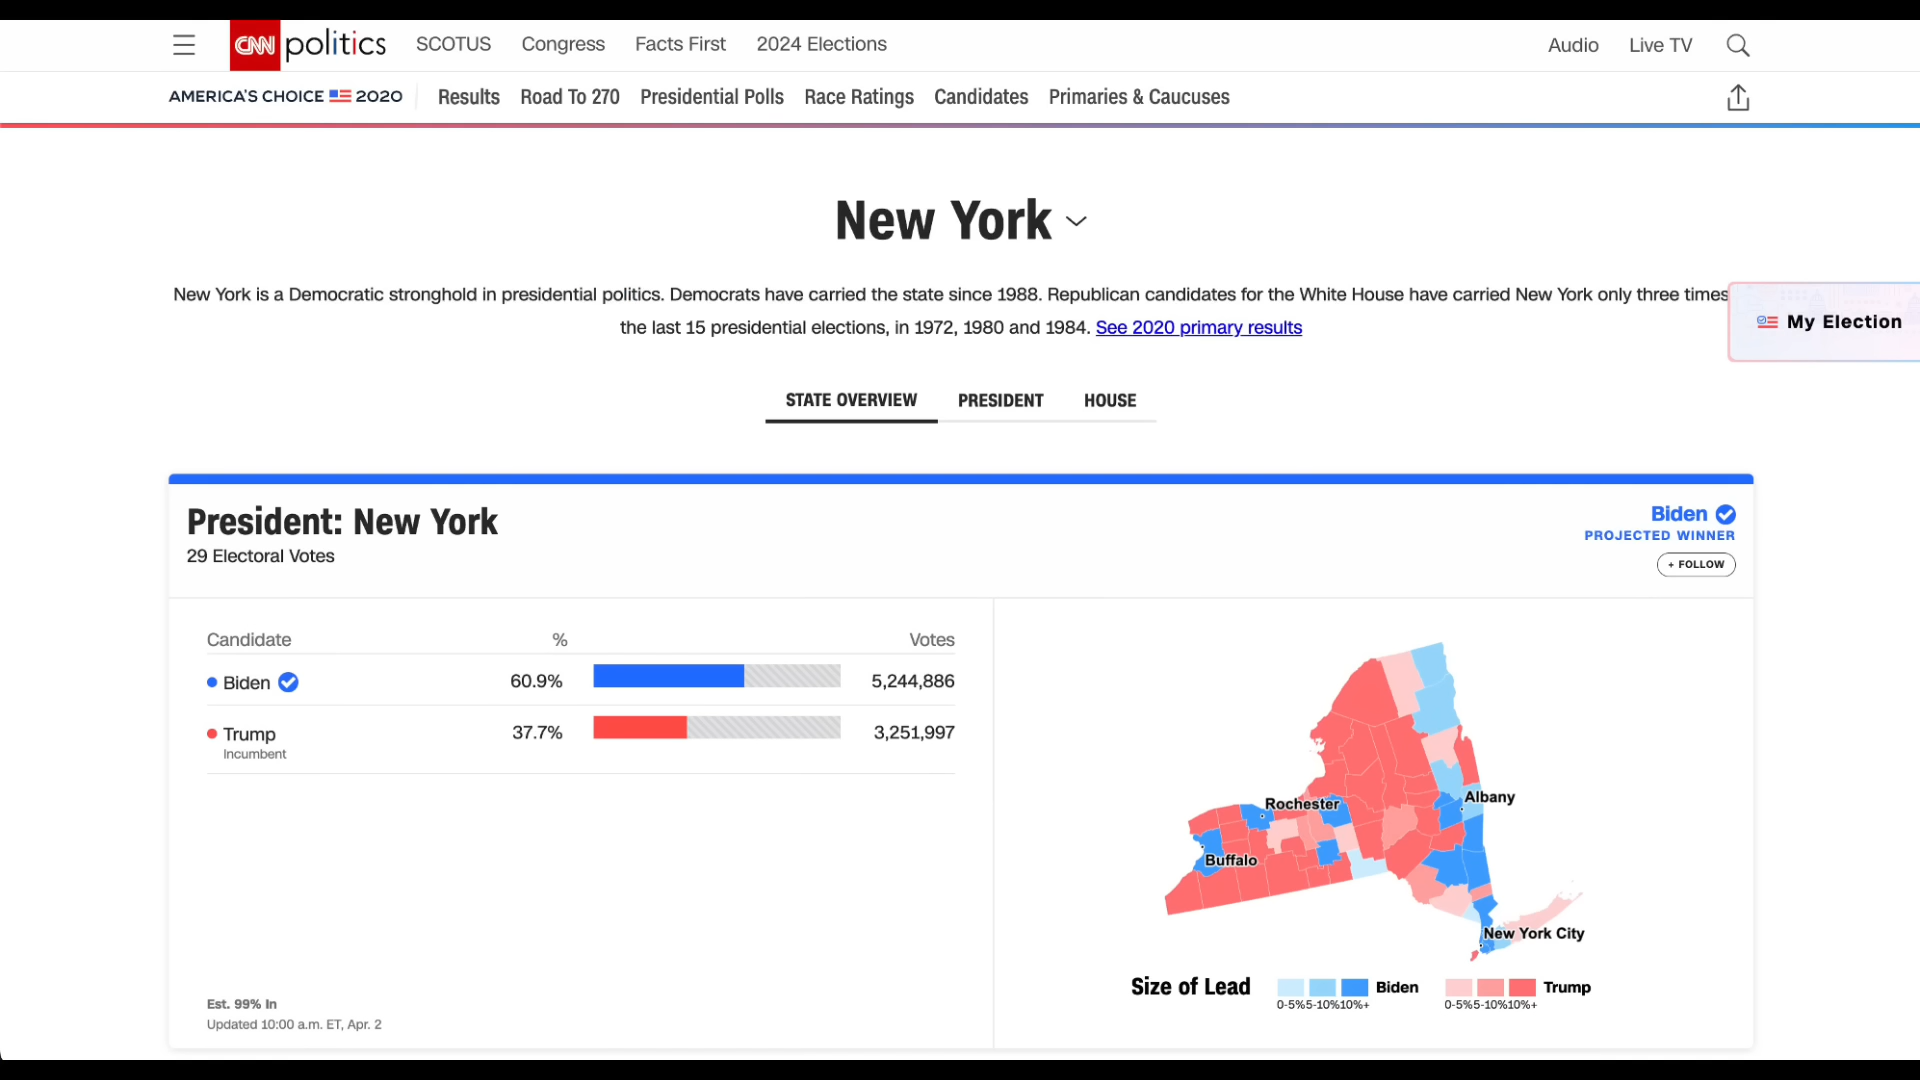 CNN politics SCOTUS Congress Facts First 2024 Elections Audio Live TV
AMERICA'S CHOICE 2020 Results Road To 270 Presidential Polls Race Ratings Candidates Primaries & Caucuses
New York
New York is a Democratic stronghold in presidential politics. Democrats have carried the state since 1988. Republican candidates for the White House have carried New York only three times
the last 15 presidential elections, in 1972, 1980 and 1984. See 2020 primary results
My Election
STATE OVERVIEW PRESIDENT HOUSE
President: New York
29 Electoral Votes
Biden
PROJECTED WINNER
+ FOLLOW
Candidate % Votes
Biden 60.9% 5,244,886
Trump 37.7% 3,251,997
Incumbent
Est. 99% In
Updated 10:00 a.m. ET, Apr. 2
Rochester
Albany
Buffalo
New York City
Size of Lead Biden Trump
0-5% 5-10% 10%+ 0-5% 5-10% 10%+